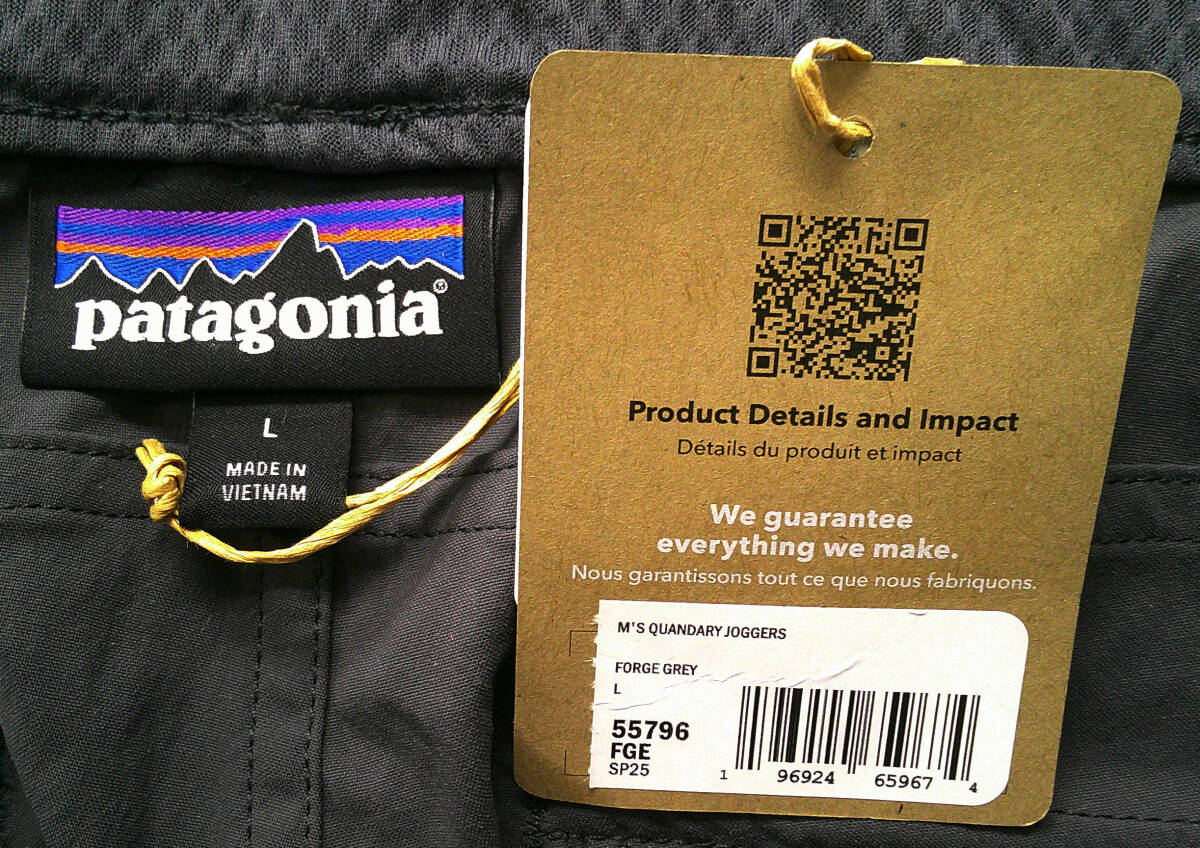 patagonia®
L
MADE IN
VIETNAM
Product Details and Impact
Détails du produit et impact
We guarantee
everything we make.
Nous garantissons tout ce que nous fabriquons.
M'S QUANDARY JOGGERS
FORGE GREY
L
55796
FGE
SP25
1 96924 65967 4